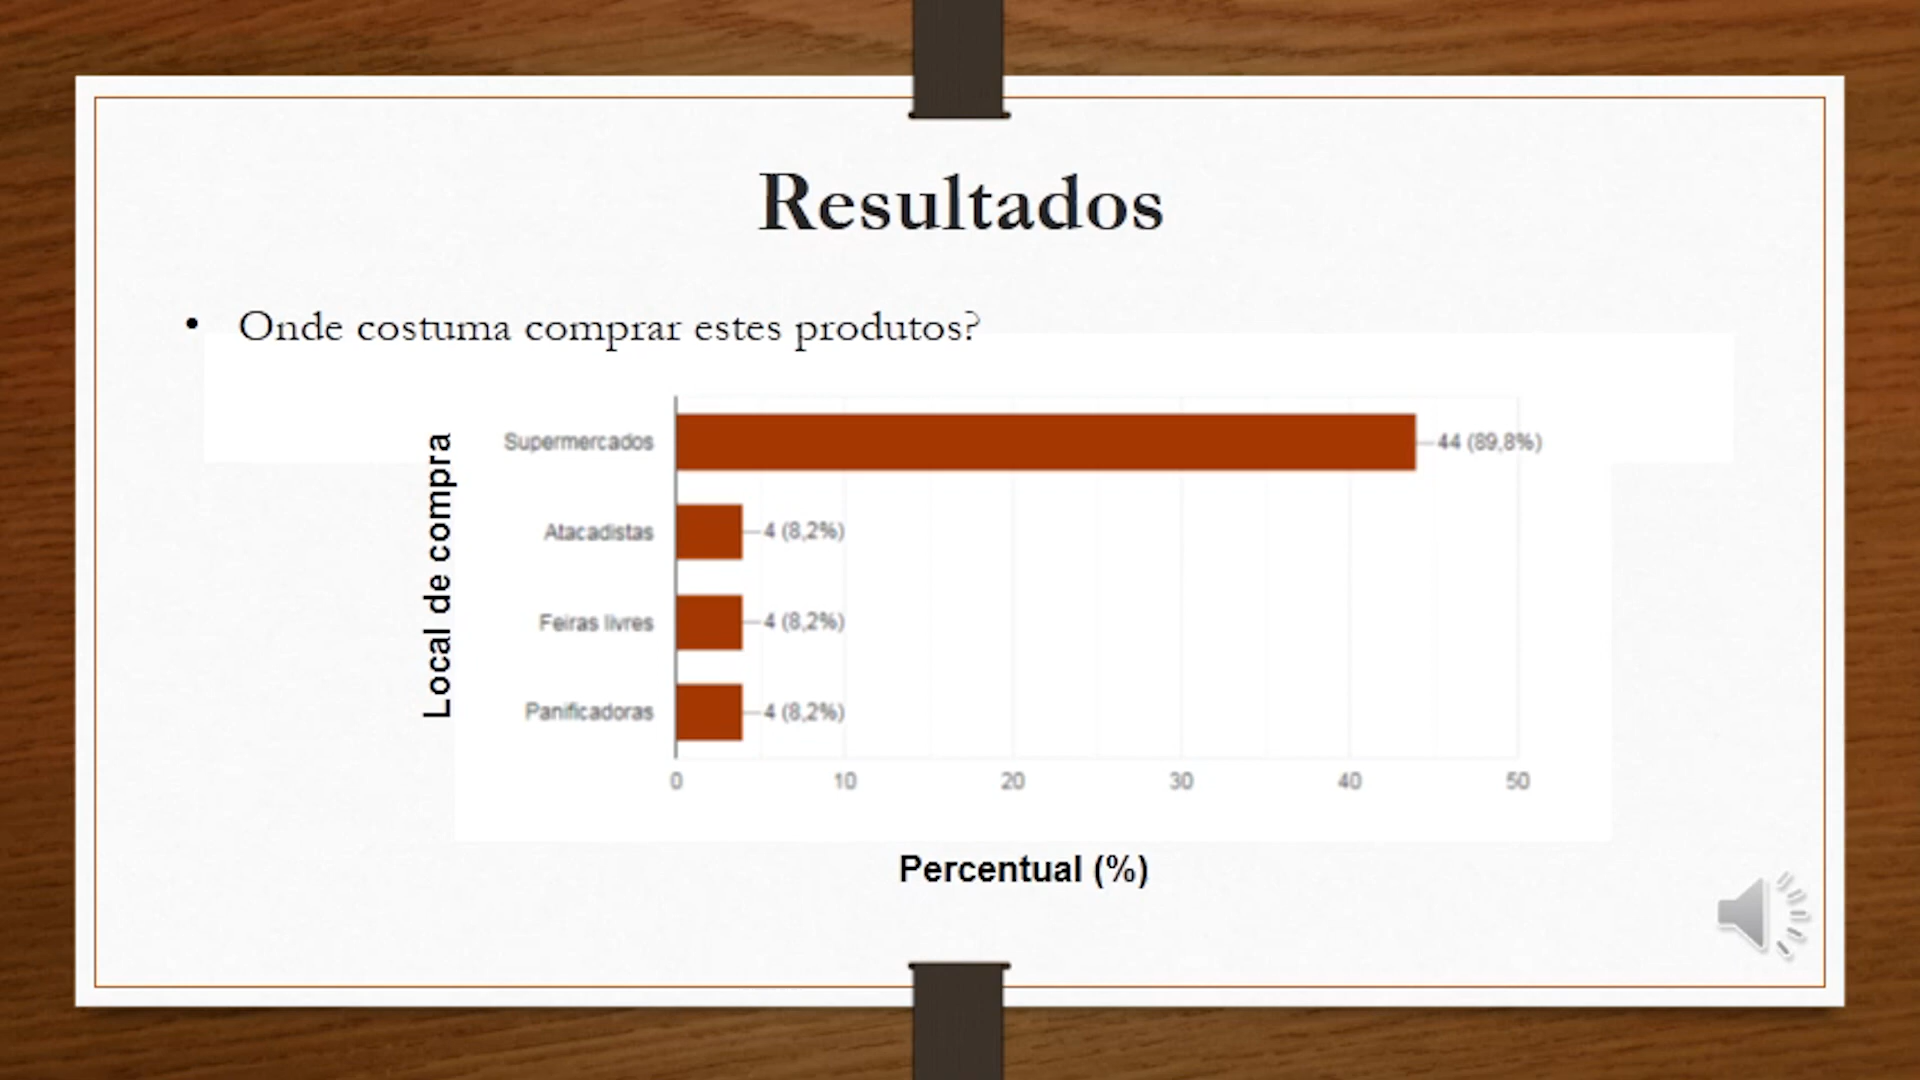 Resultados
• Onde costuma comprar estes produtos?
Local de compra
Supermercados 44 (89,8%)
Atacadistas 4 (8,2%)
Feiras livres 4 (8,2%)
Panificadoras 4 (8,2%)
0 10 20 30 40 50
Percentual (%)